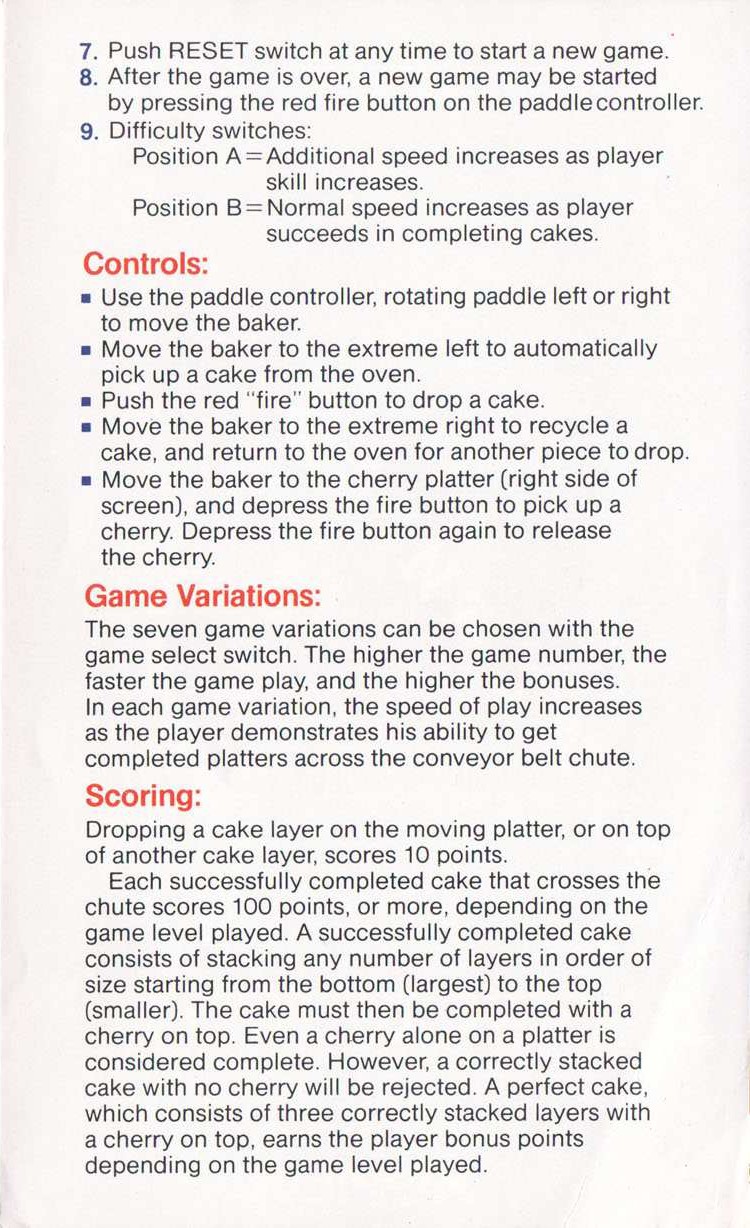 7. Push RESET switch at any time to start a new game.
8. After the game is over, a new game may be started
by pressing the red fire button on the paddle controller.
9. Difficulty switches:
Position A = Additional speed increases as player
skill increases.
Position B = Normal speed increases as player
succeeds in completing cakes.
Controls:
▪ Use the paddle controller, rotating paddle left or right
to move the baker.
▪ Move the baker to the extreme left to automatically
pick up a cake from the oven.
▪ Push the red "fire" button to drop a cake.
▪ Move the baker to the extreme right to recycle a
cake, and return to the oven for another piece to drop.
▪ Move the baker to the cherry platter (right side of
screen), and depress the fire button to pick up a
cherry. Depress the fire button again to release
the cherry.
Game Variations:
The seven game variations can be chosen with the
game select switch. The higher the game number, the
faster the game play, and the higher the bonuses.
In each game variation, the speed of play increases
as the player demonstrates his ability to get
completed platters across the conveyor belt chute.
Scoring:
Dropping a cake layer on the moving platter, or on top
of another cake layer, scores 10 points.
Each successfully completed cake that crosses the
chute scores 100 points, or more, depending on the
game level played. A successfully completed cake
consists of stacking any number of layers in order of
size starting from the bottom (largest) to the top
(smaller). The cake must then be completed with a
cherry on top. Even a cherry alone on a platter is
considered complete. However, a correctly stacked
cake with no cherry will be rejected. A perfect cake,
which consists of three correctly stacked layers with
a cherry on top, earns the player bonus points
depending on the game level played.